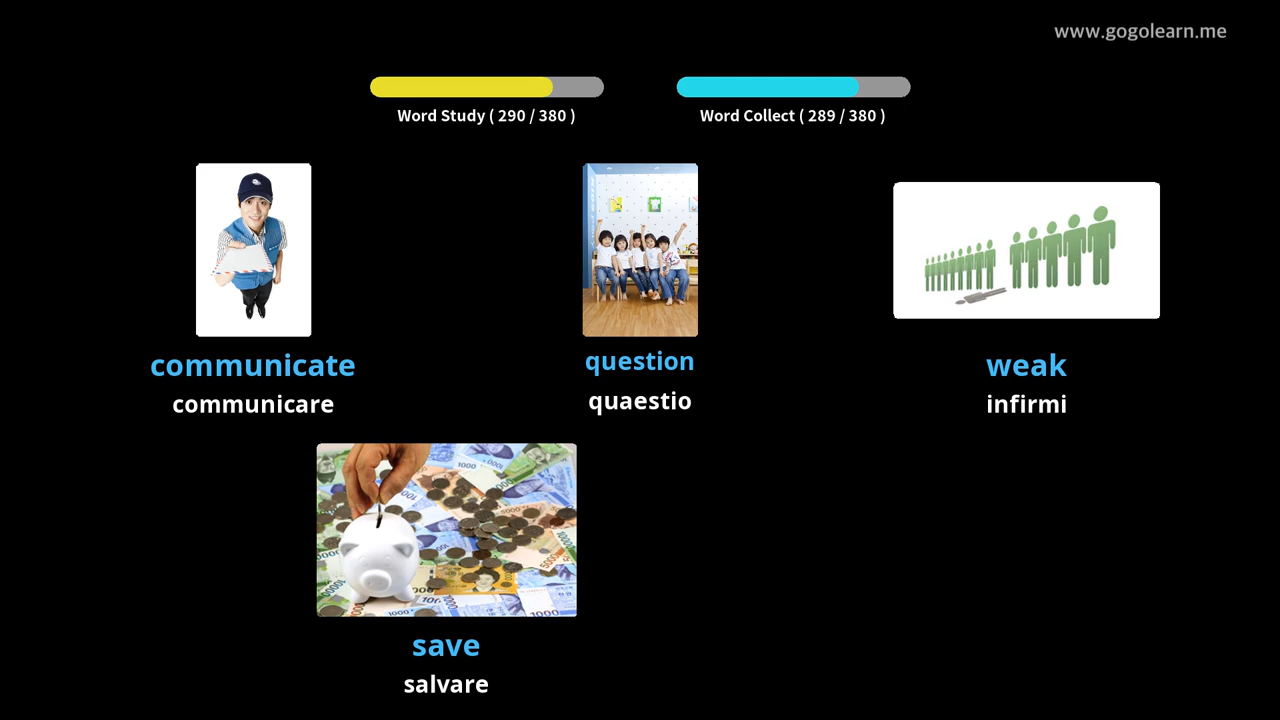 www.gogolearn.me
Word Study ( 290 / 380 )
Word Collect ( 289 / 380 )
communicate
communicare
question
quaestio
weak
infirmi
save
salvare